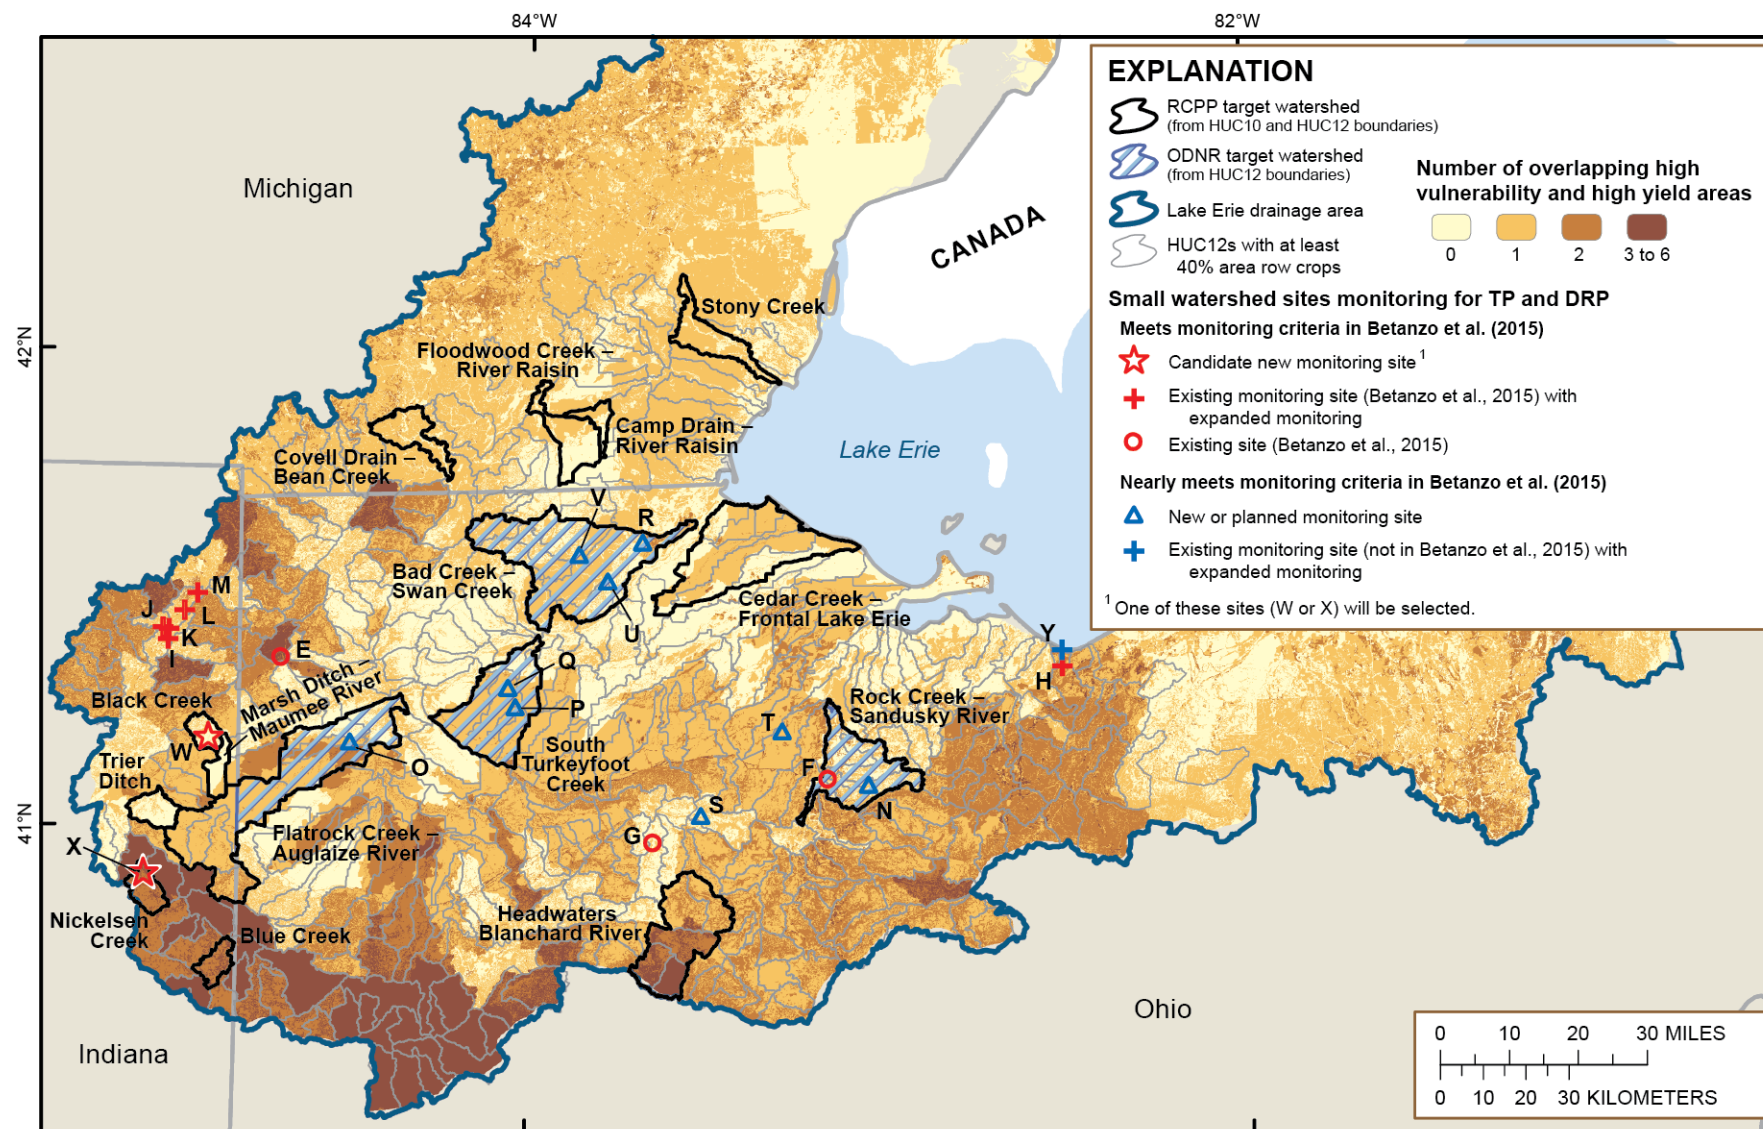 84°W
82°W
42°N
41°N
EXPLANATION
RCPP target watershed
(from HUC10 and HUC12 boundaries)
ODNR target watershed
(from HUC12 boundaries)
Lake Erie drainage area
HUC12s with at least
40% area row crops
Number of overlapping high
vulnerability and high yield areas
0
1
2
3 to 6
Small watershed sites monitoring for TP and DRP
Meets monitoring criteria in Betanzo et al. (2015)
Candidate new monitoring site 1
Existing monitoring site (Betanzo et al., 2015) with
expanded monitoring
Existing site (Betanzo et al., 2015)
Nearly meets monitoring criteria in Betanzo et al. (2015)
New or planned monitoring site
Existing monitoring site (not in Betanzo et al., 2015) with
expanded monitoring
1 One of these sites (W or X) will be selected.
Michigan
CANADA
Stony Creek
Floodwood Creek –
River Raisin
Camp Drain –
River Raisin
Lake Erie
Covell Drain –
Bean Creek
V
R
Bad Creek –
Swan Creek
U
Cedar Creek –
Frontal Lake Erie
M
J
L
K
I
E
Y
H
Q
P
Black Creek
Marsh Ditch –
Maumee River
W
Trier
Ditch
O
South
Turkeyfoot
Creek
Rock Creek –
Sandusky River
T
F
N
S
G
X
Flatrock Creek –
Auglaize River
Nickelsen
Creek
Blue Creek
Headwaters
Blanchard River
Indiana
Ohio
0 10 20 30 MILES
0 10 20 30 KILOMETERS